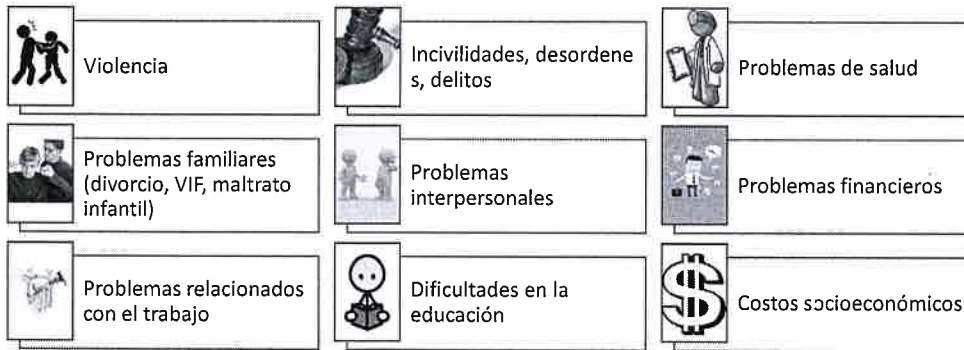 Violencia
Incivilidades, desordene
s, delitos
Problemas de salud
Problemas familiares
(divorcio, VIF, maltrato
infantil)
Problemas
interpersonales
Problemas financieros
Problemas relacionados
con el trabajo
Dificultades en la
educación
Costos socioeconómicos